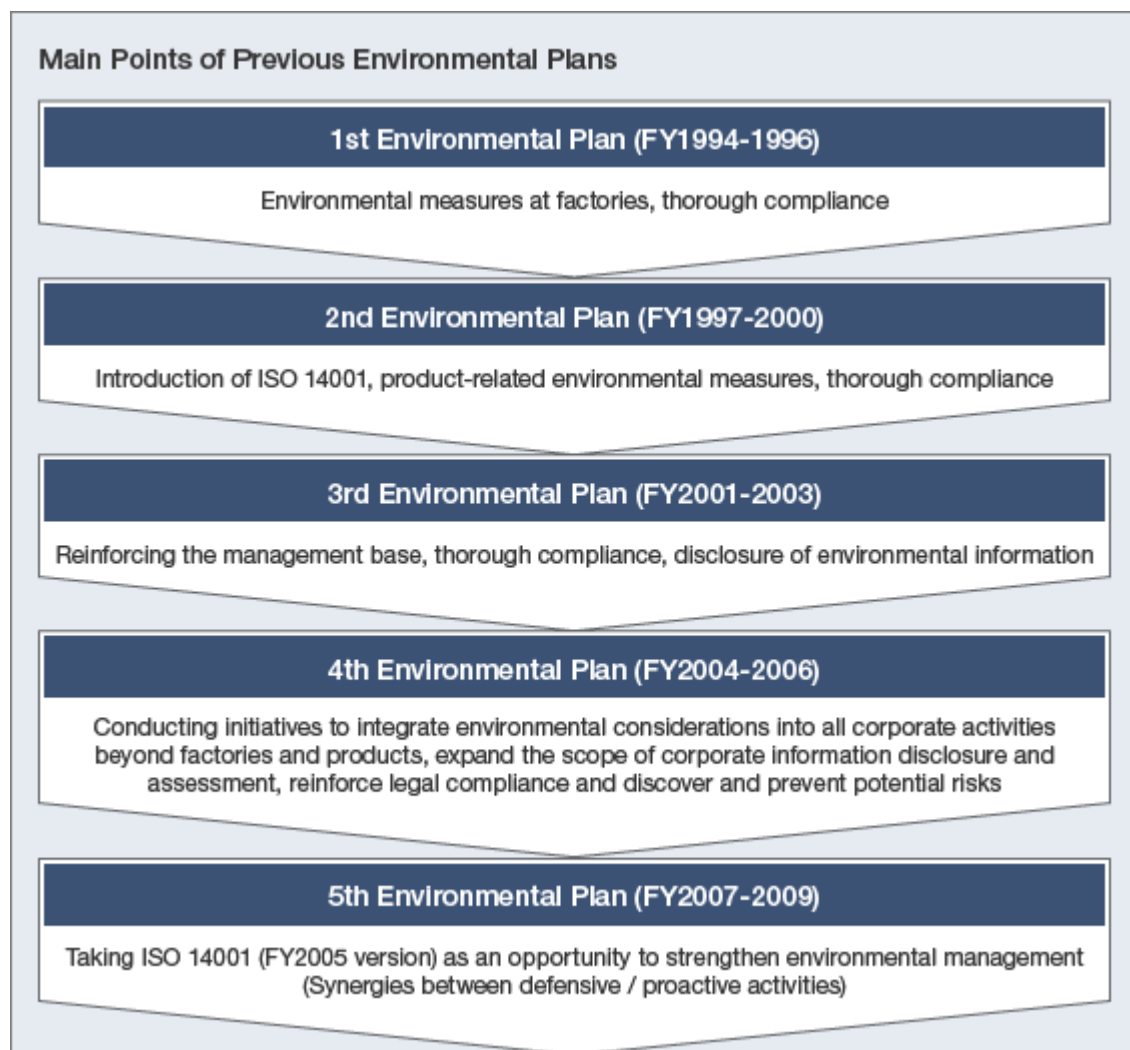 Main Points of Previous Environmental Plans
1st Environmental Plan (FY1994-1996)
Environmental measures at factories, thorough compliance
2nd Environmental Plan (FY1997-2000)
Introduction of ISO 14001, product-related environmental measures, thorough compliance
3rd Environmental Plan (FY2001-2003)
Reinforcing the management base, thorough compliance, disclosure of environmental information
4th Environmental Plan (FY2004-2006)
Conducting initiatives to integrate environmental considerations into all corporate activities
beyond factories and products, expand the scope of corporate information disclosure and
assessment, reinforce legal compliance and discover and prevent potential risks
5th Environmental Plan (FY2007-2009)
Taking ISO 14001 (FY2005 version) as an opportunity to strengthen environmental management
(Synergies between defensive / proactive activities)